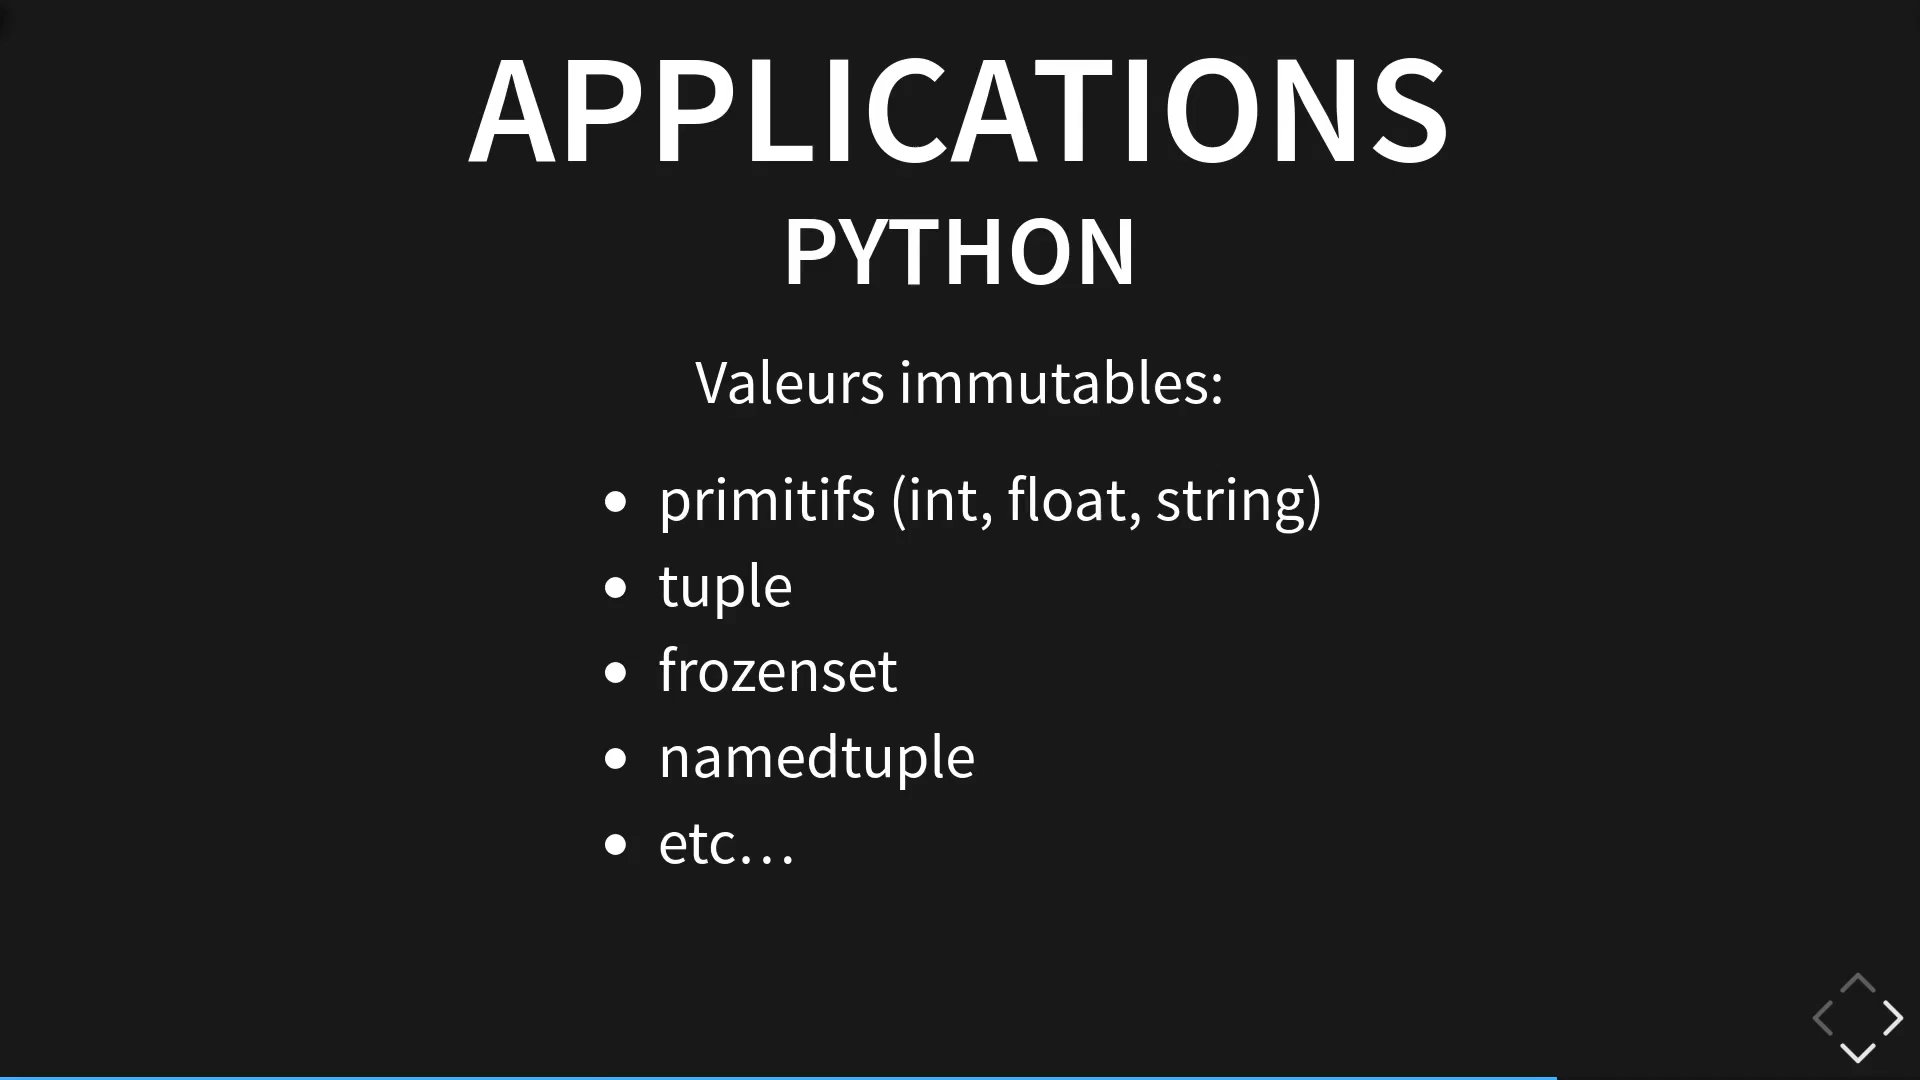 APPLICATIONS
PYTHON
Valeurs immutables:
• primitifs (int, float, string)
• tuple
• frozenset
• namedtuple
• etc…